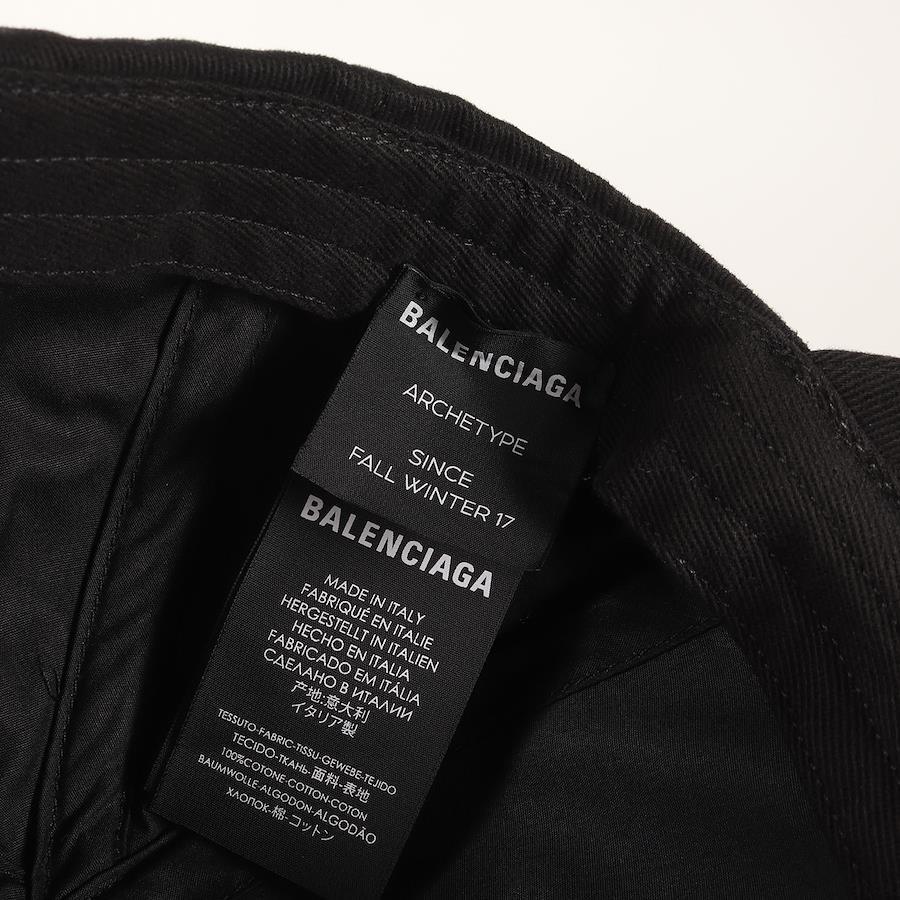 BALENCIAGA
ARCHETYPE
SINCE
FALL WINTER 17
BALENCIAGA
MADE IN ITALY
FABRIQUÉ EN ITALIE
HERGESTELLT IN ITALIEN
HECHO EN ITALIA
FABRICADO EM ITÁLIA
СДЕЛАНО В ИТАЛИИ
产地:意大利
イタリア製
TESSUTO-FABRIC-TISSU-GEWEBE-TEJIDO
TECIDO-ТКАНЬ-面料-表地
100%COTONE-COTTON-COTON
BAUMWOLLE-ALGODON-ALGODÃO
ХЛОПОК-棉-コットン